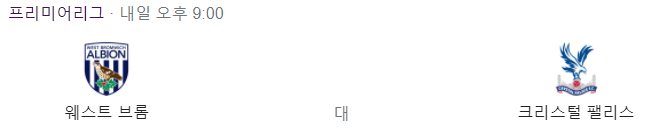 프리미어리그 · 내일 오후 9:00
WEST BROMWICH
ALBION
웨스트 브롬
대
크리스털 팰리스